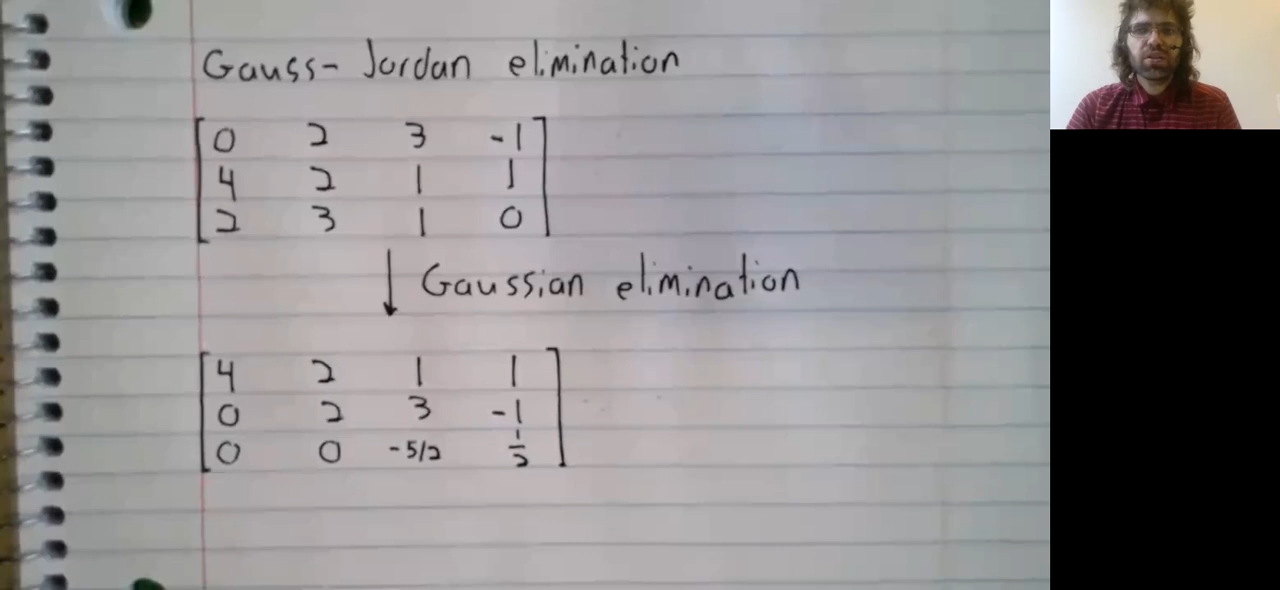 Gauss-Jordan elimination
0 2 3 -1
4 2 1 1
2 3 1 0
↓ Gaussian elimination
4 2 1 1
0 2 3 -1
0 0 -5/2 1/2